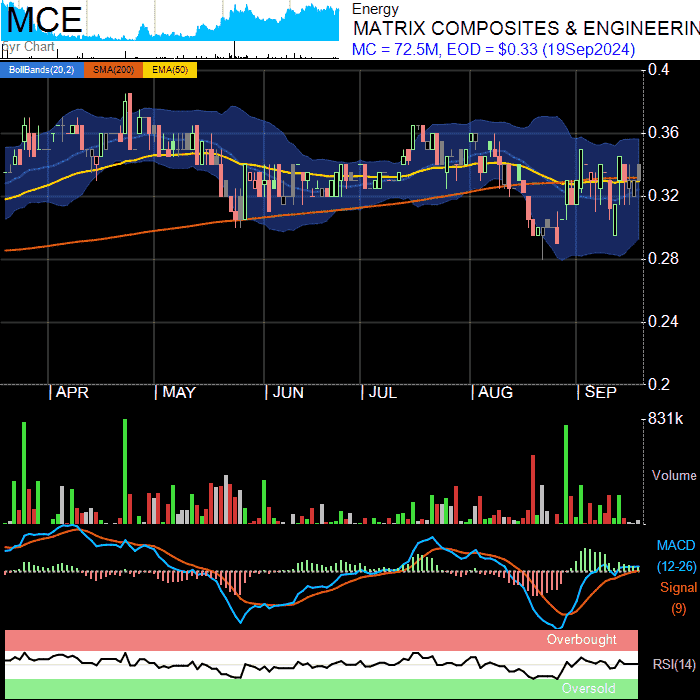 MCE
6yr Chart
Energy
MATRIX COMPOSITES & ENGINEERIN
MC = 72.5M, EOD = $0.33 (19Sep2024)
BollBands(20,2) SMA(200) EMA(50)
0.4
0.36
0.32
0.28
0.24
0.2
APR MAY JUN JUL AUG SEP
831k
Volume
MACD
(12-26)
Signal
(9)
Overbought
RSI(14)
Oversold